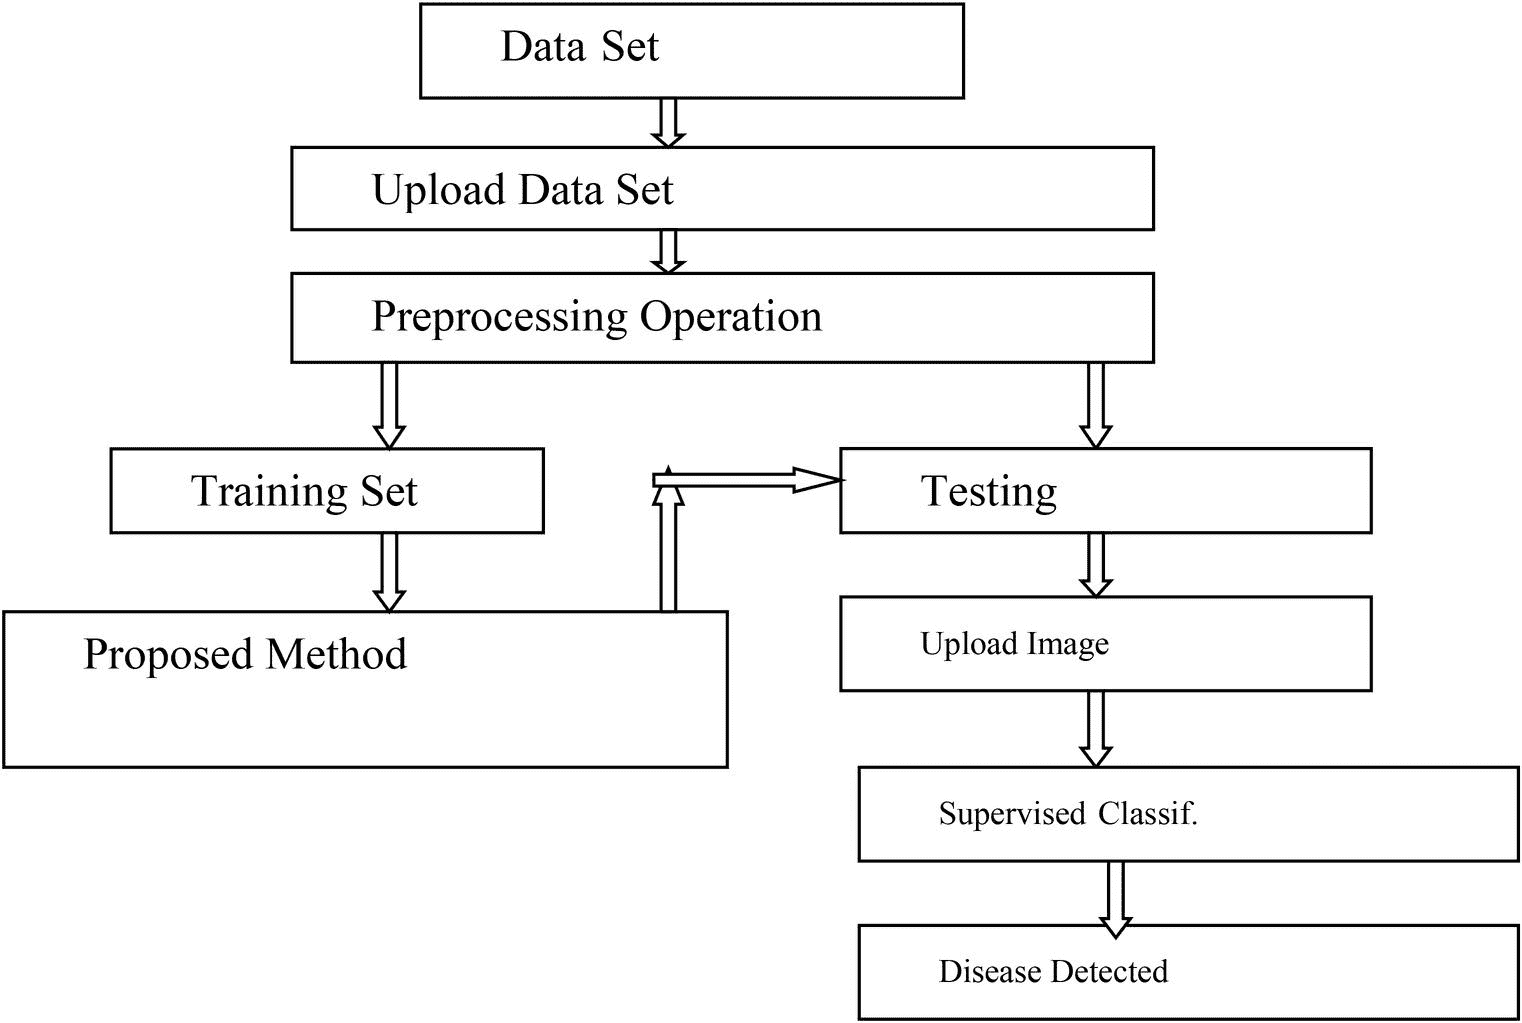 Data Set
Upload Data Set
Preprocessing Operation
Training Set
Testing
Proposed Method
Upload Image
Supervised Classif.
Disease Detected